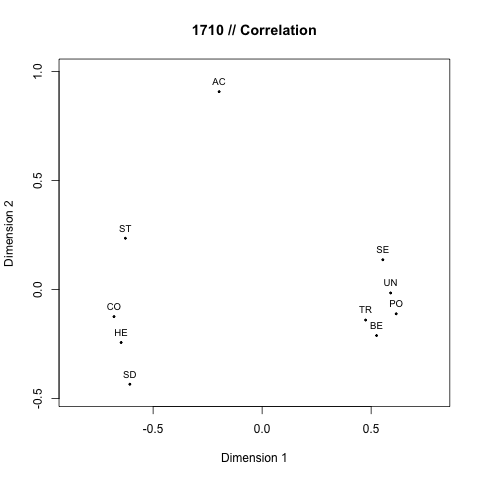 1710 // Correlation
AC
ST
SE
UN
CO
PO
TR
BE
HE
SD
1.0
0.5
0.0
-0.5
Dimension 2
-0.5
0.0
0.5
Dimension 1